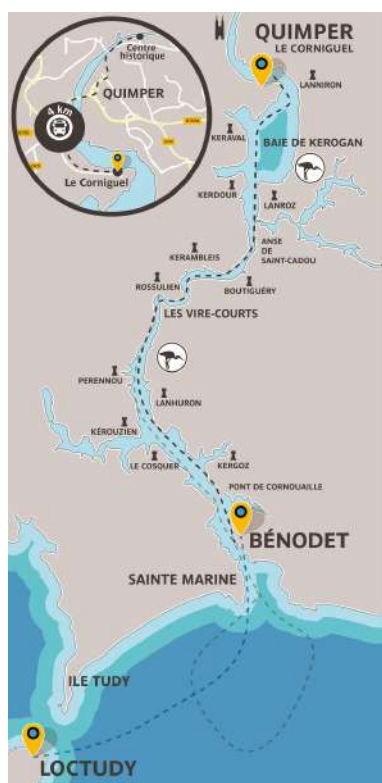 Centre
historique
QUIMPER
4 km
Le Corniguel
QUIMPER
LE CORNIGUEL
LANNIRON
KERAVAL
BAIE DE KEROGAN
KERDOUR
LANROZ
ANSE
DE
SAINT-CADOU
KERAMBLEIS
ROSSULIEN
BOUTIGUÉRY
LES VIRE-COURTS
PERENNOU
LANHURON
KÉROUZIEN
LE COSQUER
KERGOZ
PONT DE CORNOUAILLE
BÉNODET
SAINTE MARINE
ILE TUDY
LOCTUDY